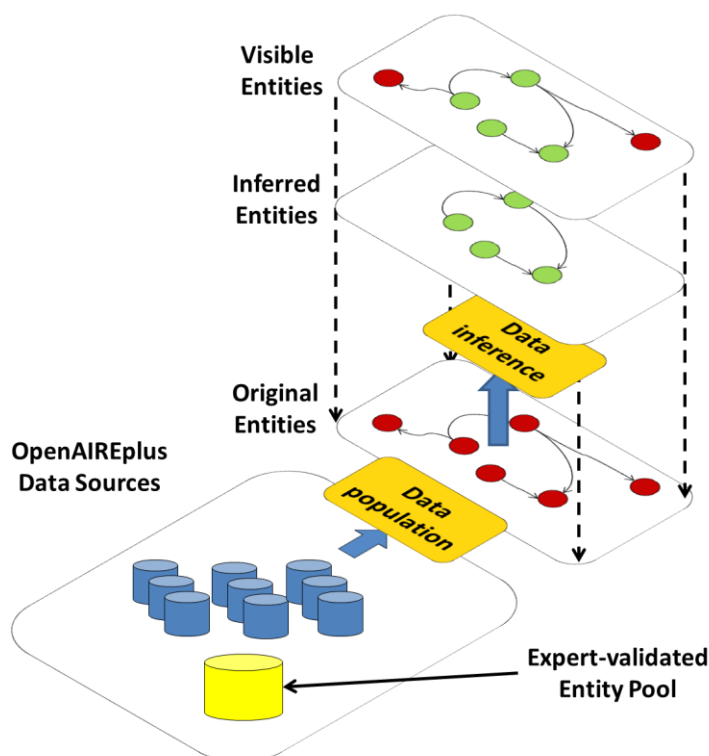 Visible
Entities
Inferred
Entities
Data
inference
Original
Entities
OpenAIREplus
Data Sources
Data
population
Expert-validated
Entity Pool